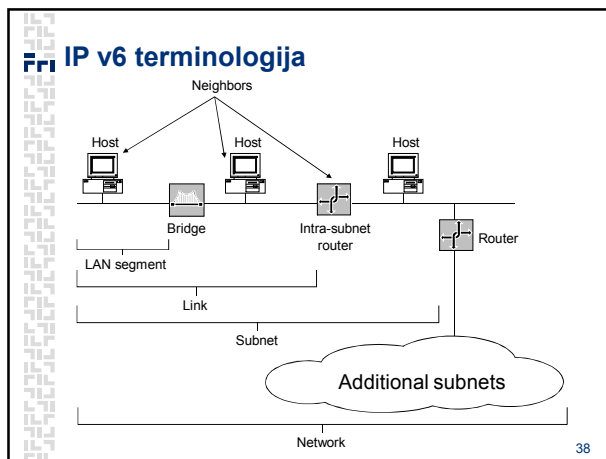 Fri
IP v6 terminologija
Neighbors
Host
Host
Host
Bridge
Intra-subnet
router
Router
LAN segment
Link
Subnet
Additional subnets
Network
38